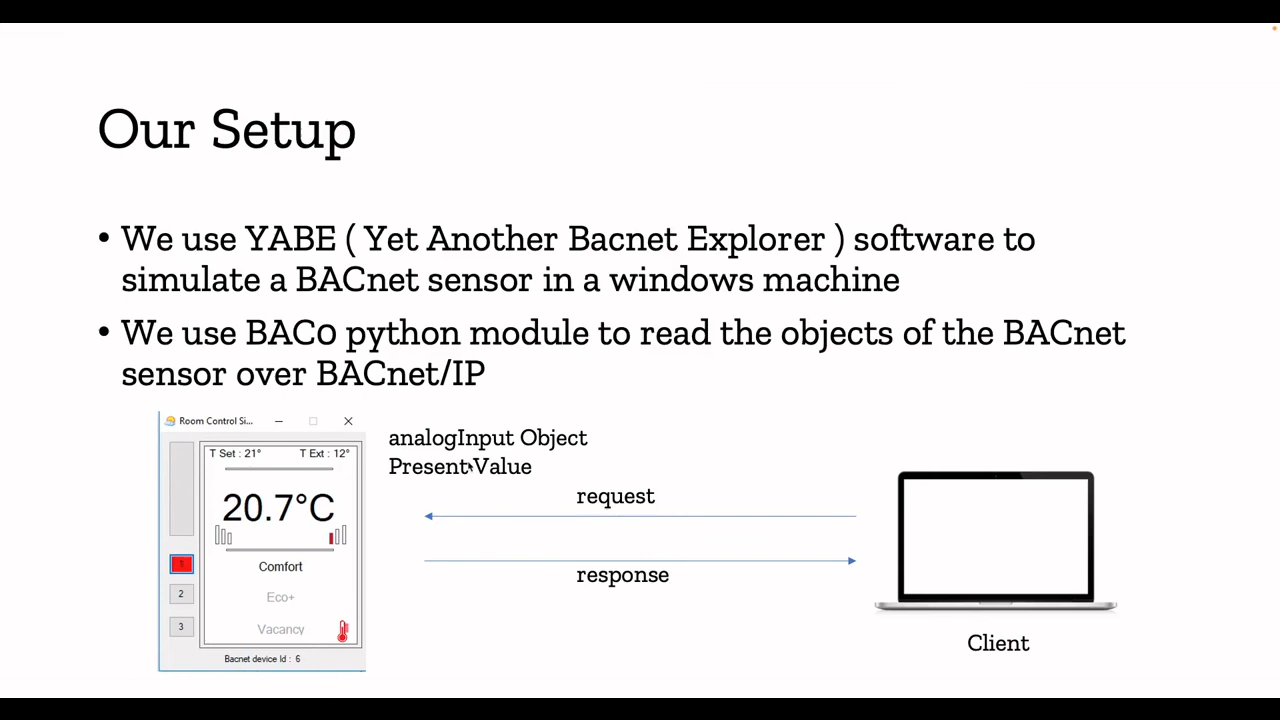 Our Setup
• We use YABE ( Yet Another Bacnet Explorer ) software to
simulate a BACnet sensor in a windows machine
• We use BAC0 python module to read the objects of the BACnet
sensor over BACnet/IP
Room Control Si...
T Set : 21° T Ext : 12°
20.7°C
1
Comfort
2
Eco+
3
Vacancy
Bacnet device Id : 6
analogInput Object
Present Value
request
response
Client